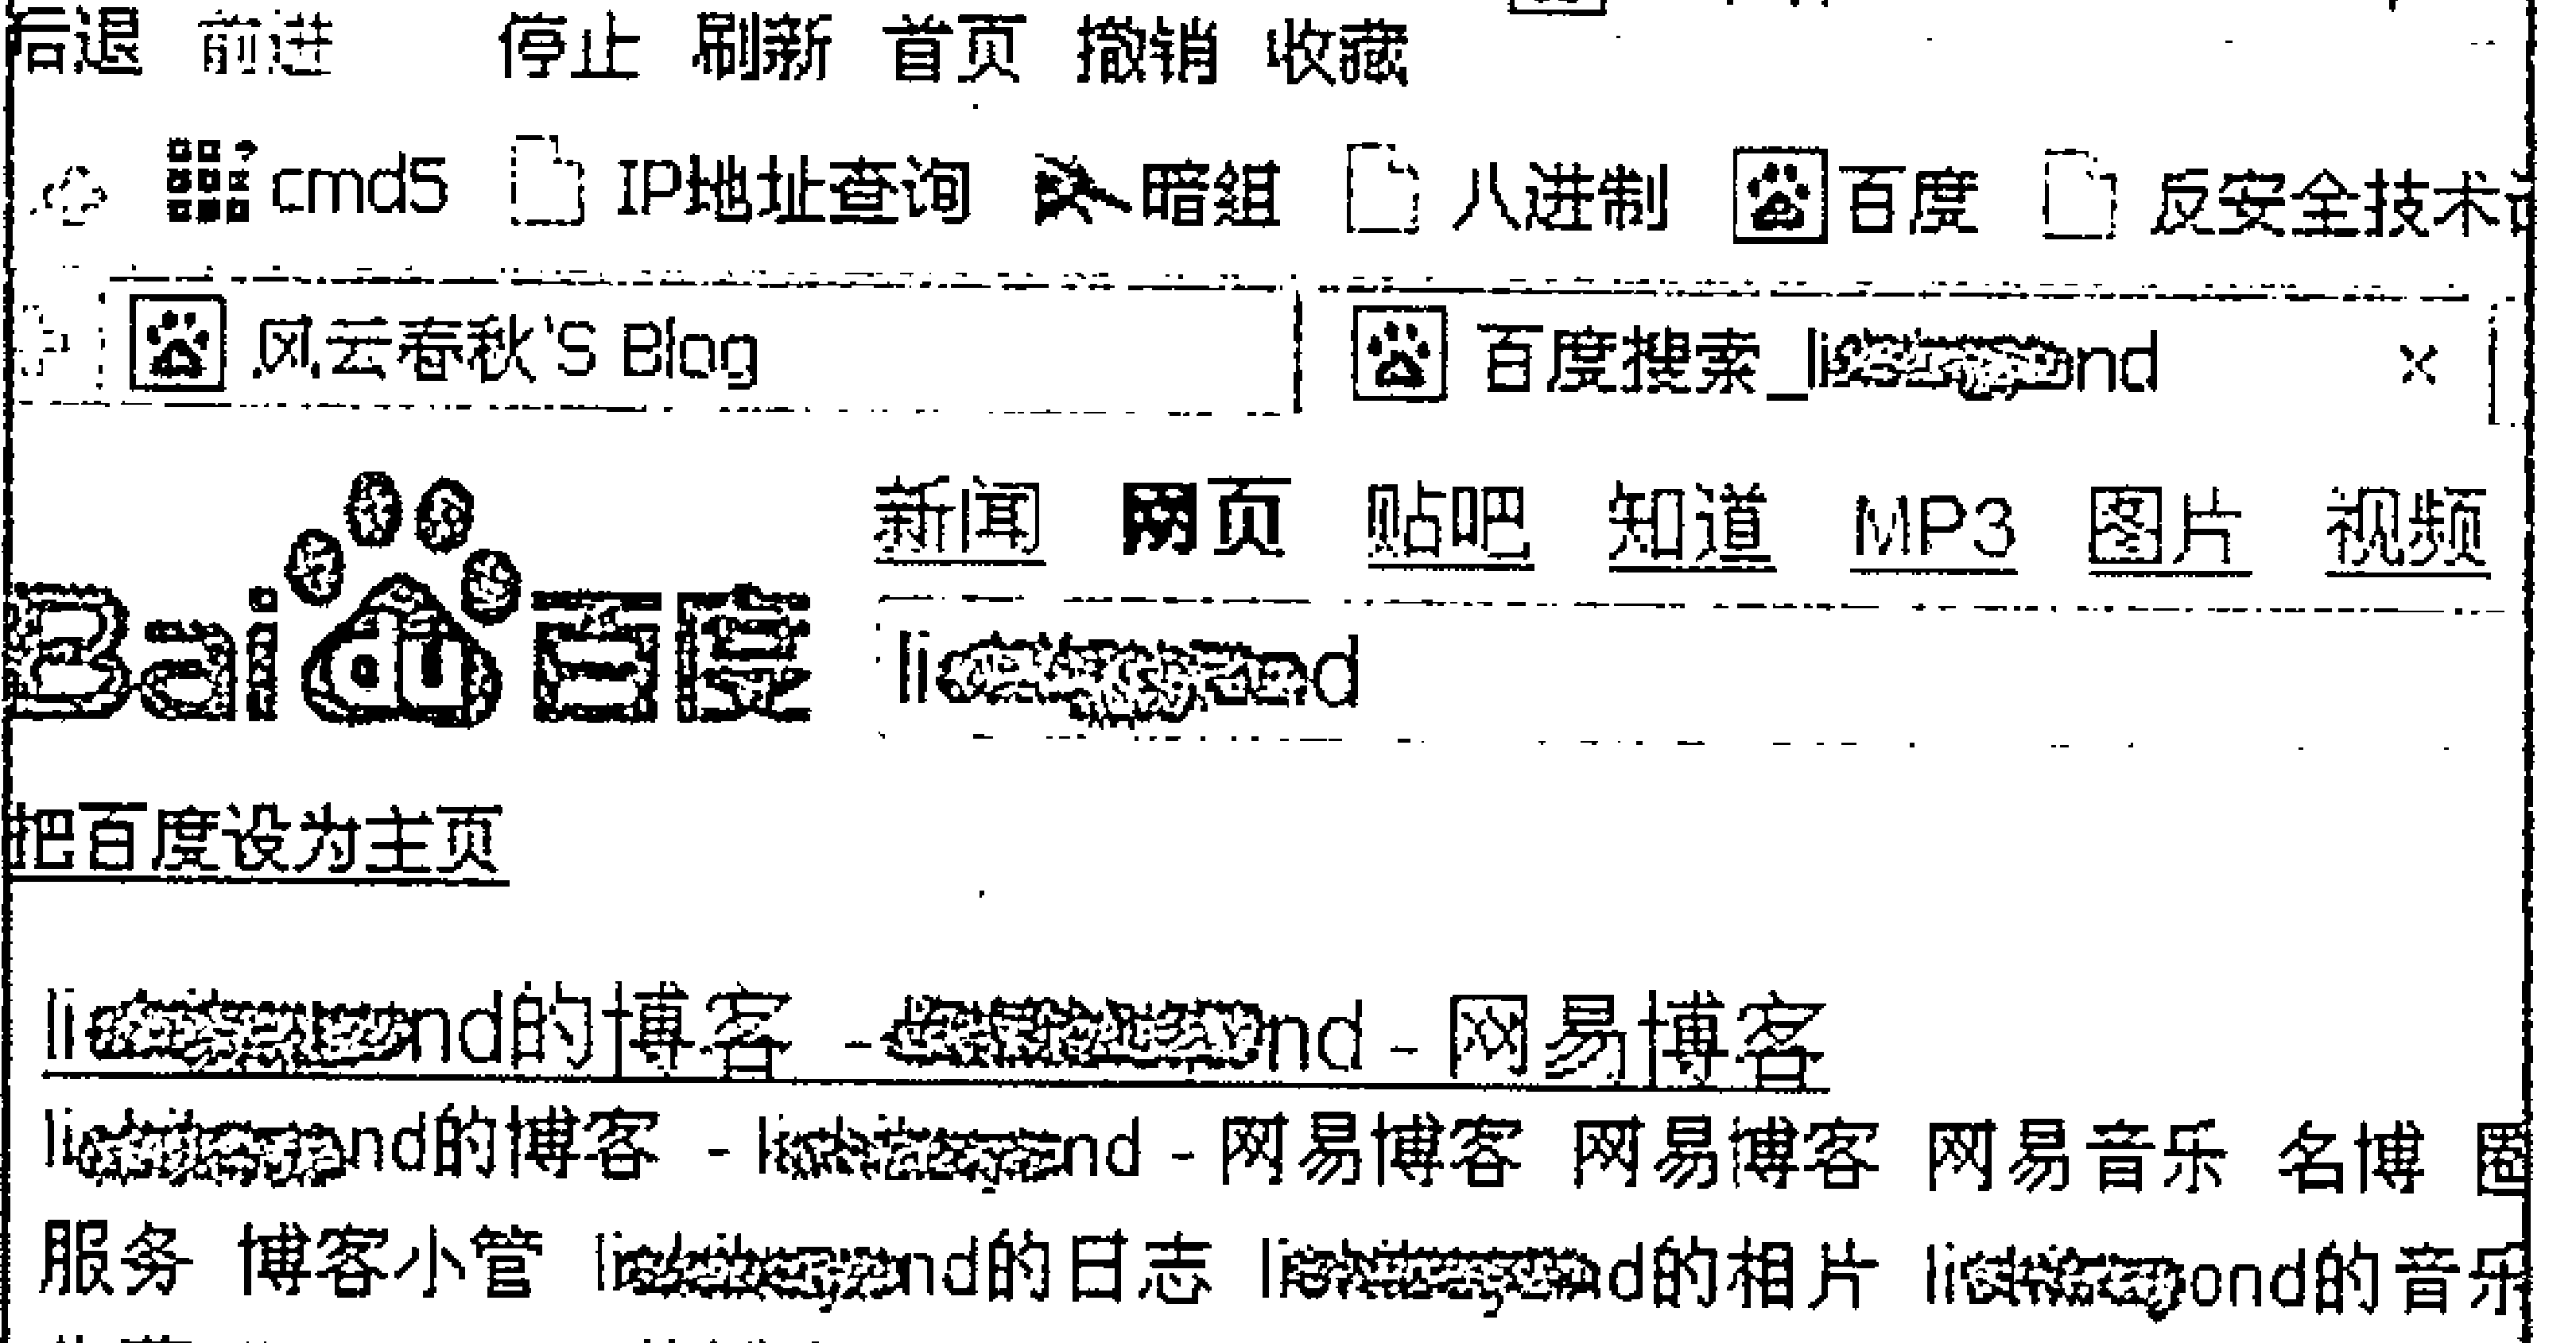 后退 前进 停止 刷新 首页 撤销 收藏
cmd5 IP地址查询 暗组 八进制 百度 反安全技术
风云春秋'S Blog 百度搜索_li nd ×
新闻 网页 贴吧 知道 MP3 图片 视频
Baidu百度 li nd
把百度设为主页
li nd的博客 - nd - 网易博客
li nd的博客 - li nd - 网易博客 网易博客 网易音乐 名博 圈
服务 博客小管 li nd的日志 li nd的相片 li ond的音乐